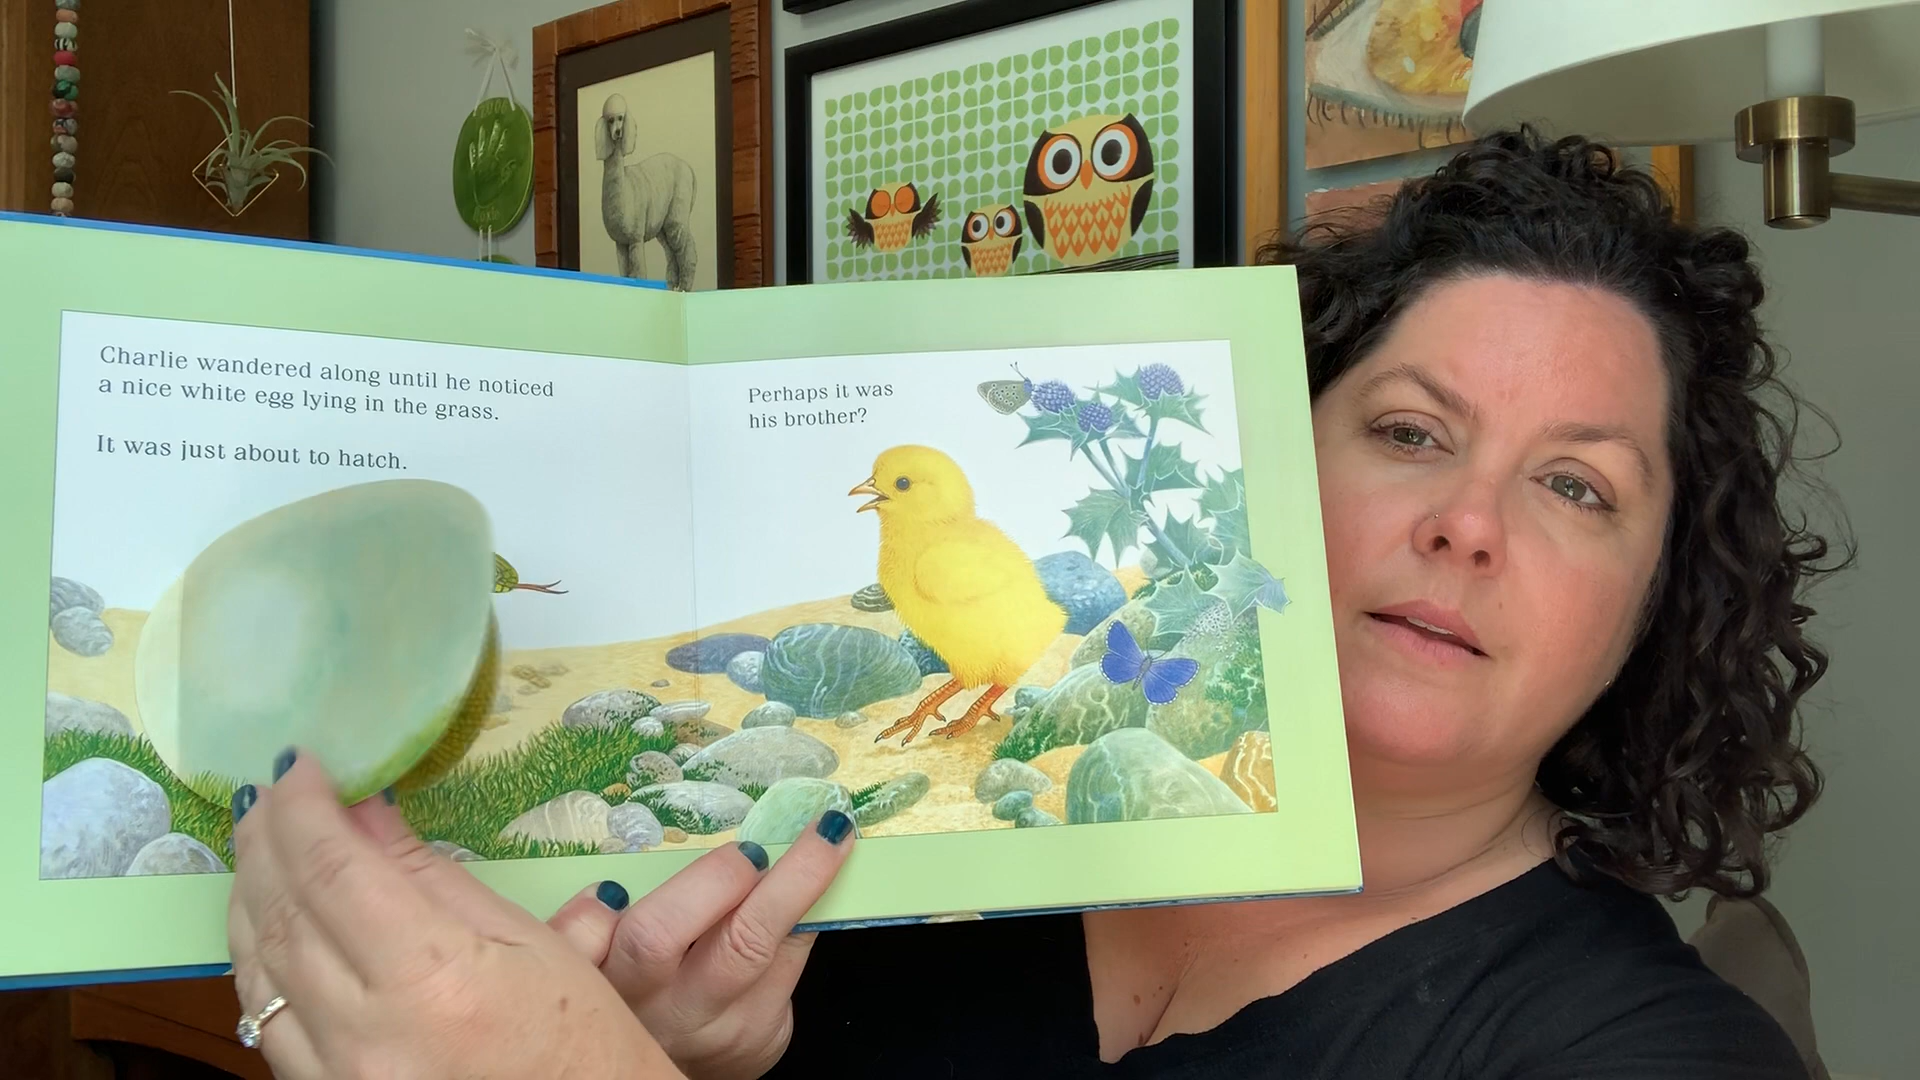 Charlie wandered along until he noticed
a nice white egg lying in the grass.
It was just about to hatch.
Perhaps it was
his brother?